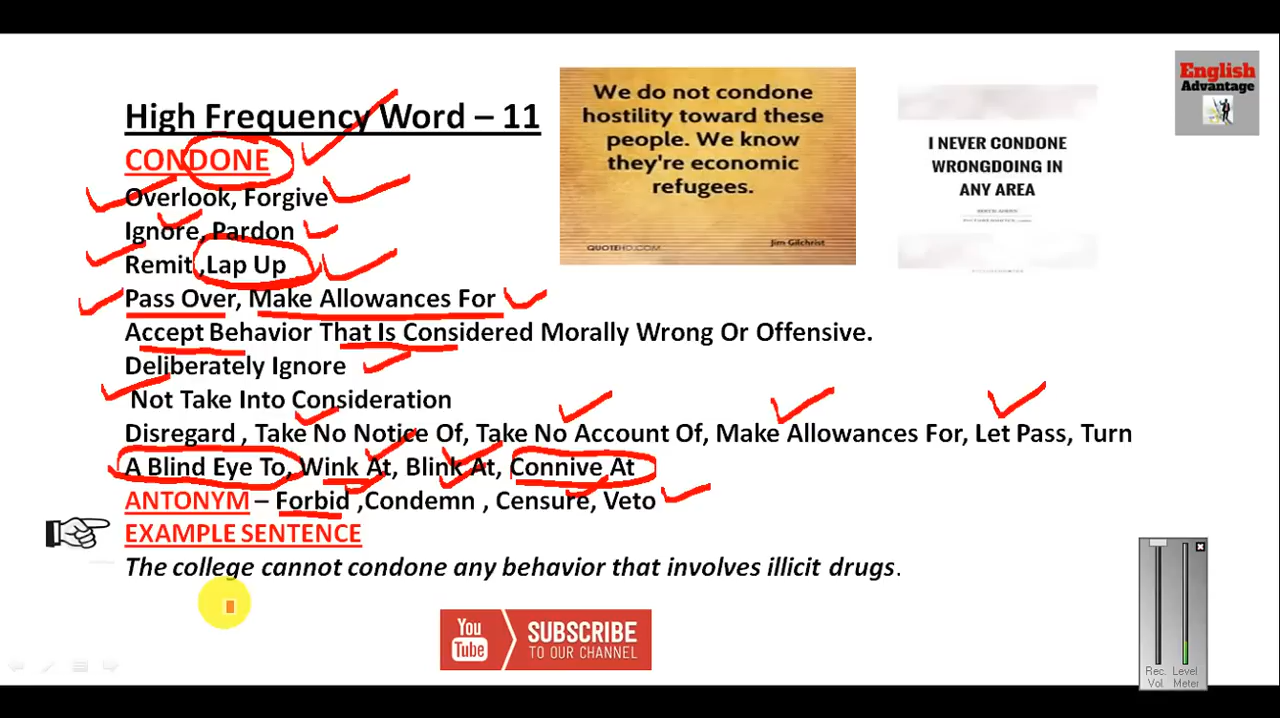 High Frequency Word – 11
CONDONE
Overlook, Forgive
Ignore, Pardon
Remit ,Lap Up
Pass Over, Make Allowances For
Accept Behavior That Is Considered Morally Wrong Or Offensive.
Deliberately Ignore
Not Take Into Consideration
Disregard , Take No Notice Of, Take No Account Of, Make Allowances For, Let Pass, Turn
A Blind Eye To, Wink At, Blink At, Connive At
ANTONYM – Forbid ,Condemn , Censure, Veto
EXAMPLE SENTENCE
The college cannot condone any behavior that involves illicit drugs.
We do not condone
hostility toward these
people. We know
they're economic
refugees.
QUOTEHD.COM
Jim Gilchrist
I NEVER CONDONE
WRONGDOING IN
ANY AREA
English
Advantage
You
Tube
SUBSCRIBE
TO OUR CHANNEL
Rec. Level
Vol. Meter